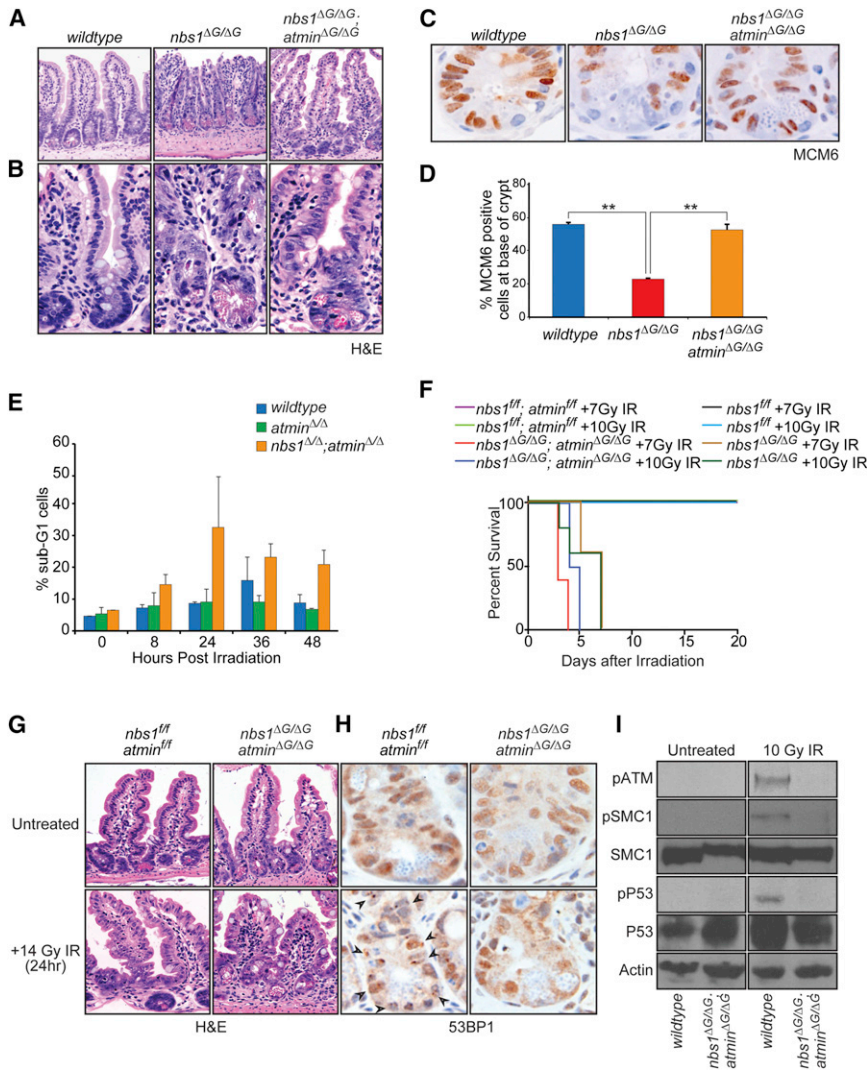 A
wildtype
nbs1ΔG/ΔG
nbs1ΔG/ΔG;
atminΔG/ΔG
B
H&E
C
wildtype
nbs1ΔG/ΔG
nbs1ΔG/ΔG
atminΔG/ΔG
MCM6
D
% MCM6 positive
cells at base of crypt
80
60
40
20
0
**
**
wildtype
nbs1ΔG/ΔG
nbs1ΔG/ΔG
atminΔG/ΔG
E
wildtype
atminΔ/Δ
nbs1Δ/Δ;atminΔ/Δ
% sub-G1 cells
60
50
40
30
20
10
0
0 8 24 36 48
Hours Post Irradiation
F
nbs1f/f; atminf/f +7Gy IR
nbs1f/f; atminf/f +10Gy IR
nbs1ΔG/ΔG; atminΔG/ΔG +7Gy IR
nbs1ΔG/ΔG; atminΔG/ΔG +10Gy IR
nbs1f/f +7Gy IR
nbs1f/f +10Gy IR
nbs1ΔG/ΔG +7Gy IR
nbs1ΔG/ΔG +10Gy IR
Percent Survival
100
50
0
0 5 10 15 20
Days after Irradiation
G
nbs1f/f
atminf/f
nbs1ΔG/ΔG
atminΔG/ΔG
Untreated
+14 Gy IR
(24hr)
H&E
H
nbs1f/f
atminf/f
nbs1ΔG/ΔG
atminΔG/ΔG
53BP1
I
Untreated 10 Gy IR
pATM
pSMC1
SMC1
pP53
P53
Actin
wildtype
nbs1ΔG/ΔG;
atminΔG/ΔG
wildtype
nbs1ΔG/ΔG;
atminΔG/ΔG